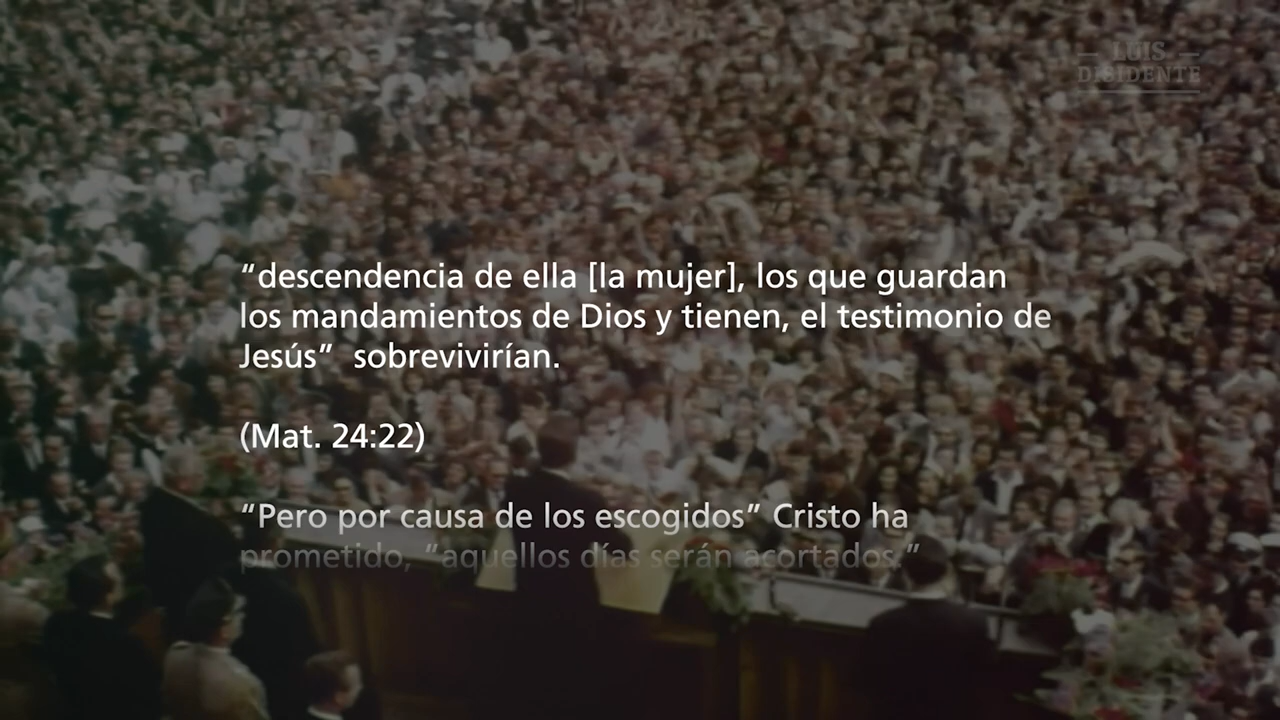 LUIS
DISIDENTE
“descendencia de ella [la mujer], los que guardan
los mandamientos de Dios y tienen, el testimonio de
Jesús”  sobrevivirían.
(Mat. 24:22)
“Pero por causa de los escogidos” Cristo ha
prometido, “aquellos días serán acortados.”